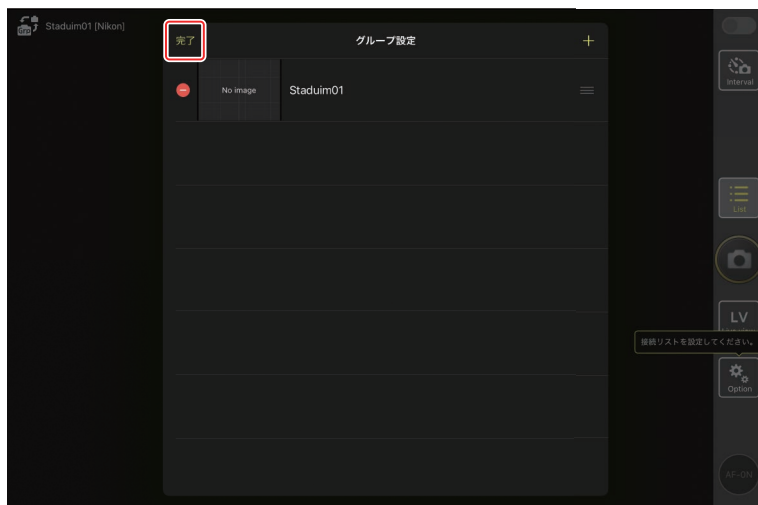 Grp
Staduim01 [Nikon]
完了
グループ設定
+
No image
Staduim01
Interval
List
LV
接続リストを設定してください。
Option
AF-ON